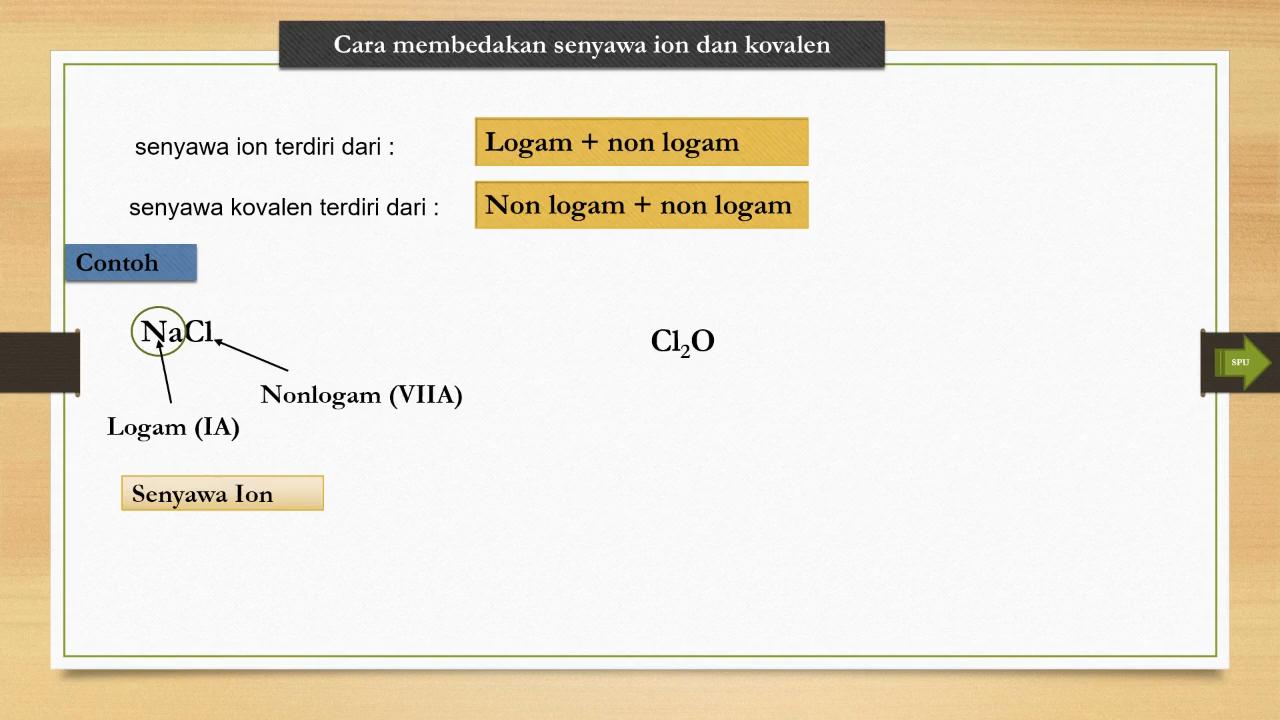 Cara membedakan senyawa ion dan kovalen
senyawa ion terdiri dari :
Logam + non logam
senyawa kovalen terdiri dari :
Non logam + non logam
Contoh
NaCl
Cl₂O
SPU
Nonlogam (VIIA)
Logam (IA)
Senyawa Ion